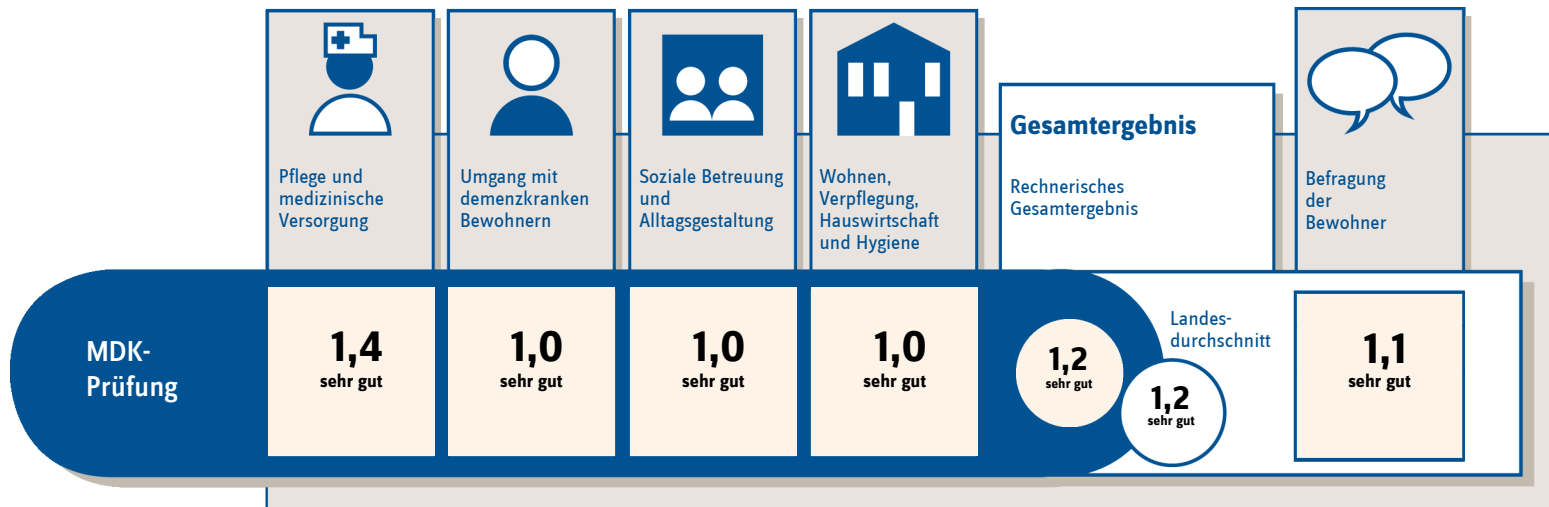 Pflege und
medizinische
Versorgung
Umgang mit
demenzkranken
Bewohnern
Soziale Betreuung
und
Alltagsgestaltung
Wohnen,
Verpflegung,
Hauswirtschaft
und Hygiene
Gesamtergebnis
Rechnerisches
Gesamtergebnis
Befragung
der
Bewohner
MDK-
Prüfung
1,4
sehr gut
1,0
sehr gut
1,0
sehr gut
1,0
sehr gut
1,2
sehr gut
Landes-
durchschnitt
1,2
sehr gut
1,1
sehr gut